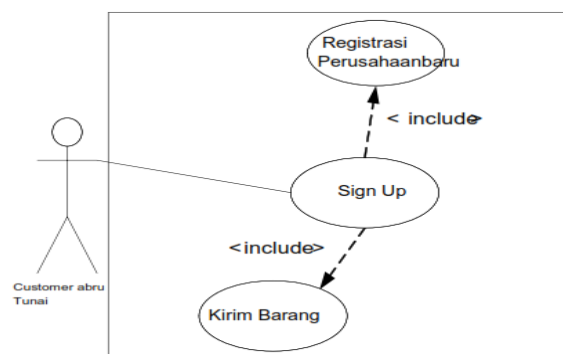 Registrasi
Perusahaanbaru
< include>
Sign Up
<include>
Kirim Barang
Customer abru
Tunai